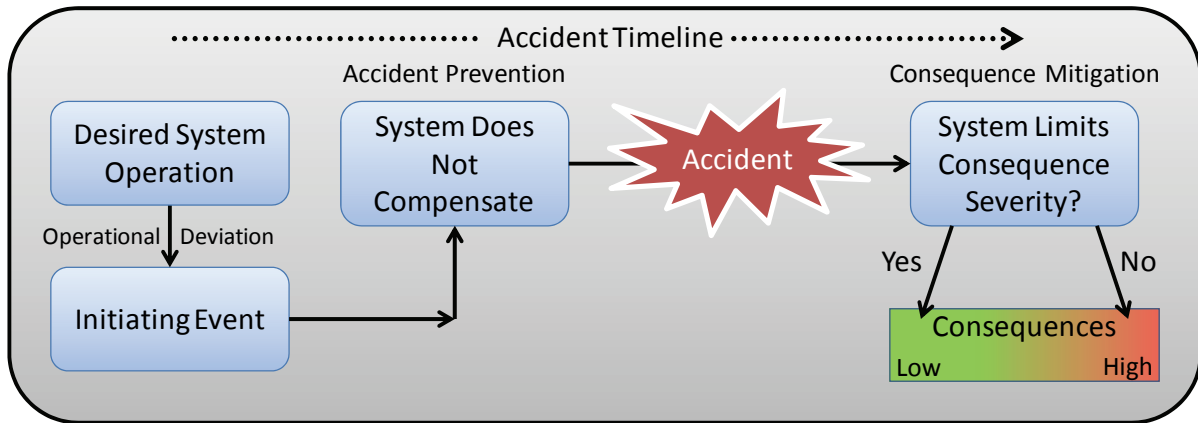 Accident Timeline
Accident Prevention
Consequence Mitigation
Desired System
Operation
System Does
Not
Compensate
Accident
System Limits
Consequence
Severity?
Operational Deviation
Initiating Event
Yes
No
Consequences
Low
High